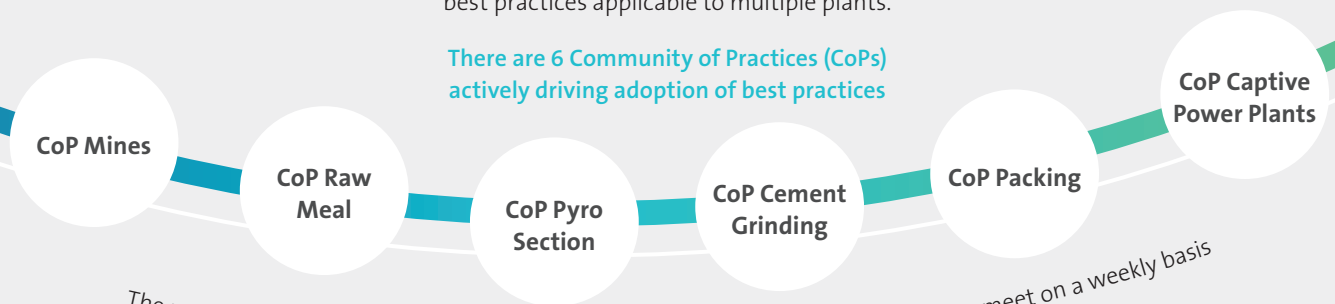 best practices applicable to multiple plants.
There are 6 Community of Practices (CoPs)
actively driving adoption of best practices
CoP Mines
CoP Raw
Meal
CoP Pyro
Section
CoP Cement
Grinding
CoP Packing
CoP Captive
Power Plants
The
meet on a weekly basis